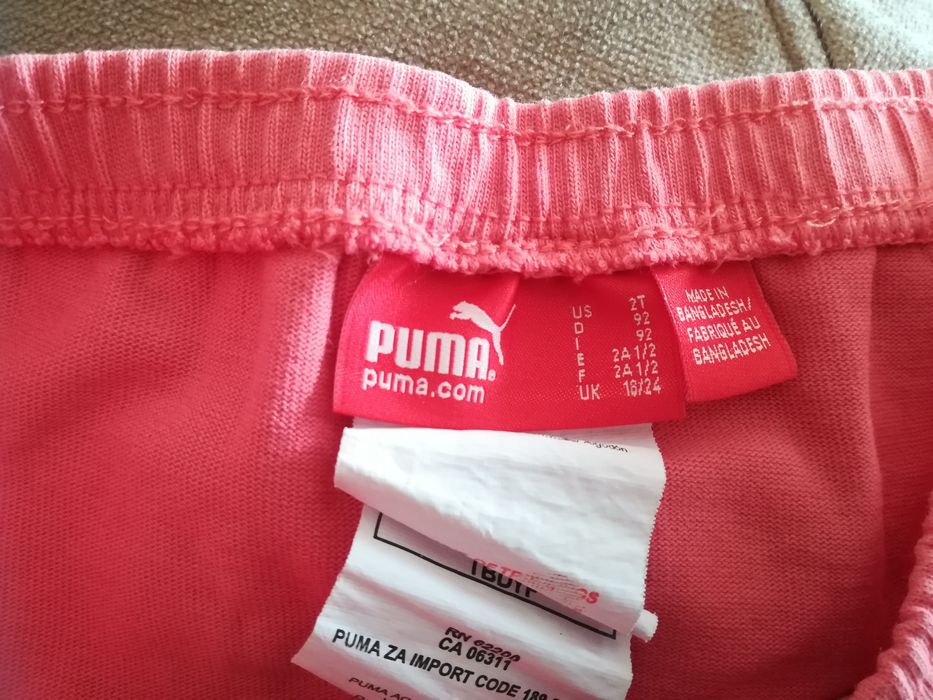 PUMA
puma.com
US 2T
D 92
I 92
E 2A 1/2
F 2A 1/2
UK 18/24
MADE IN
BANGLADESH/
FABRIQUÉ AU
BANGLADESH
CA 06311
PUMA ZA IMPORT CODE
PUMA